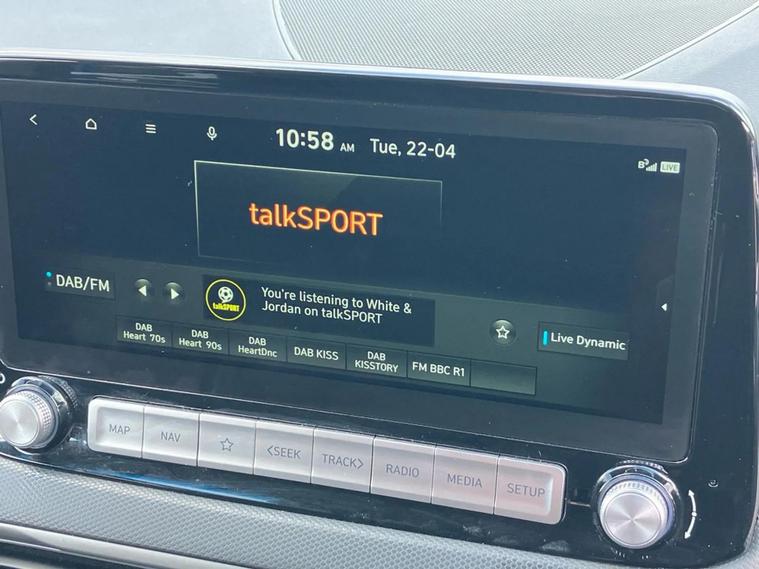 10:58 AM Tue, 22-04
B LIVE
talkSPORT
DAB/FM
talkSPORT
You're listening to White &
Jordan on talkSPORT
Live Dynamic
DAB
Heart 70s
DAB
Heart 90s
DAB
HeartDnc
DAB KISS
DAB
KISSTORY
FM BBC R1
MAP
NAV
<SEEK
TRACK>
RADIO
MEDIA
SETUP